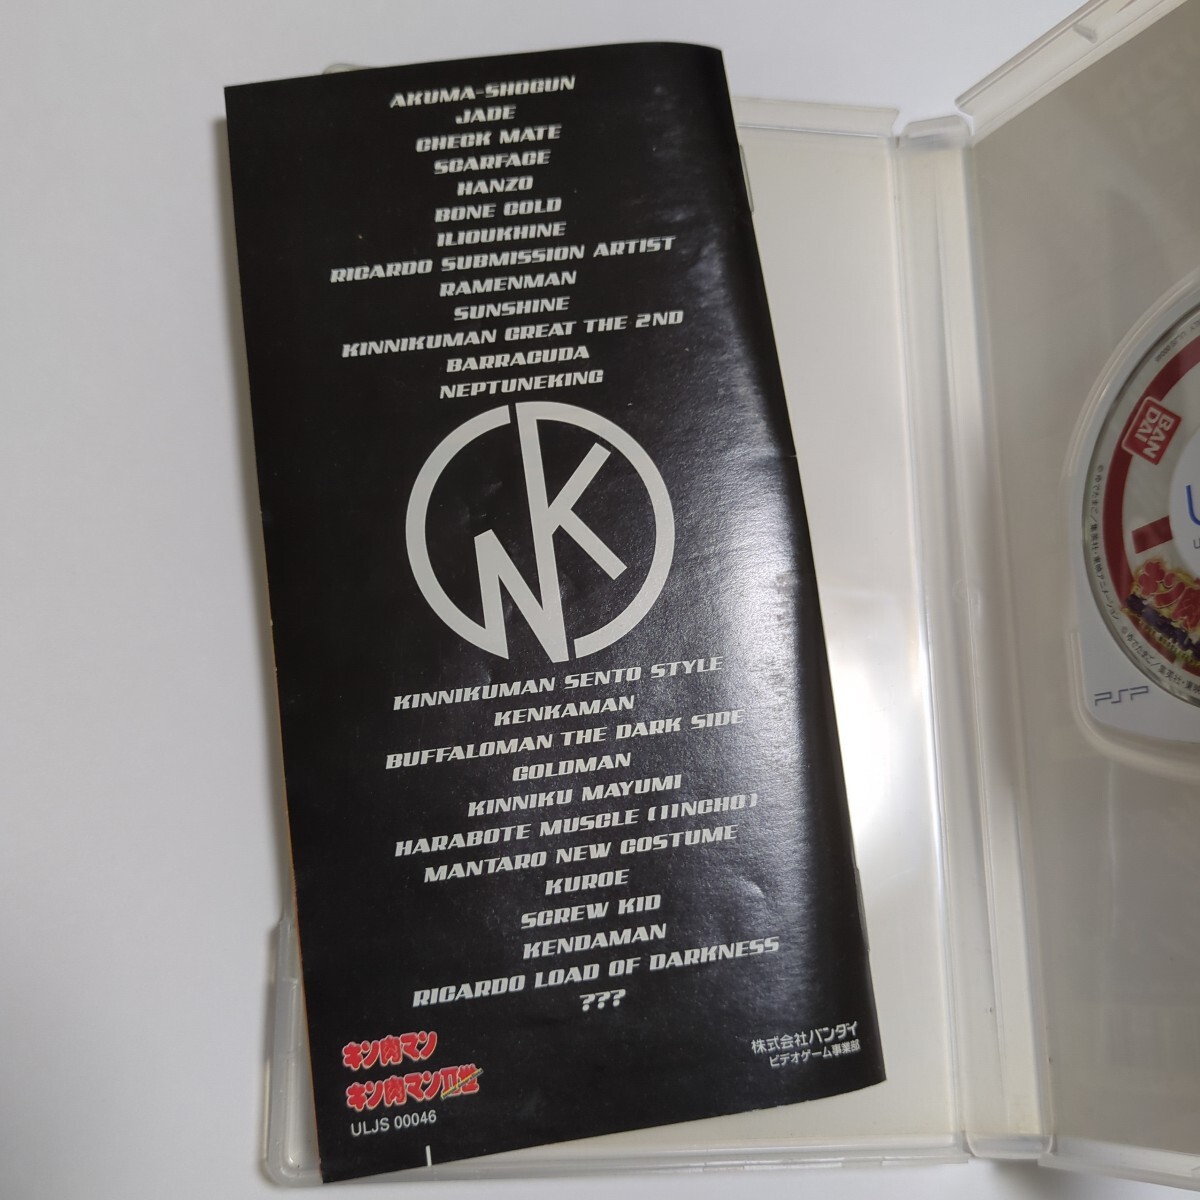 AKUMA-SHOGUN
JADE
CHECK MATE
SCARFACE
HANZO
BONE COLD
ILIOUKHINE
RICARDO SUBMISSION ARTIST
RAMENMAN
SUNSHINE
KINNIKUMAN GREAT THE 2ND
BARRACUDA
NEPTUNEKING
NK
KINNIKUMAN SENTO STYLE
KENKAMAN
BUFFALOMAN THE DARK SIDE
GOLDMAN
KINNIKU MAYUMI
HARABOTE MUSCLE (IINCHO)
MANTARO NEW COSTUME
KUROE
SCREW KID
KENDAMAN
RICARDO LOAD OF DARKNESS
???
キン肉マン
キン肉マンⅡ世
ULJS 00046
株式会社バンダイ
ビデオゲーム事業部
BAN
DAI
PSP